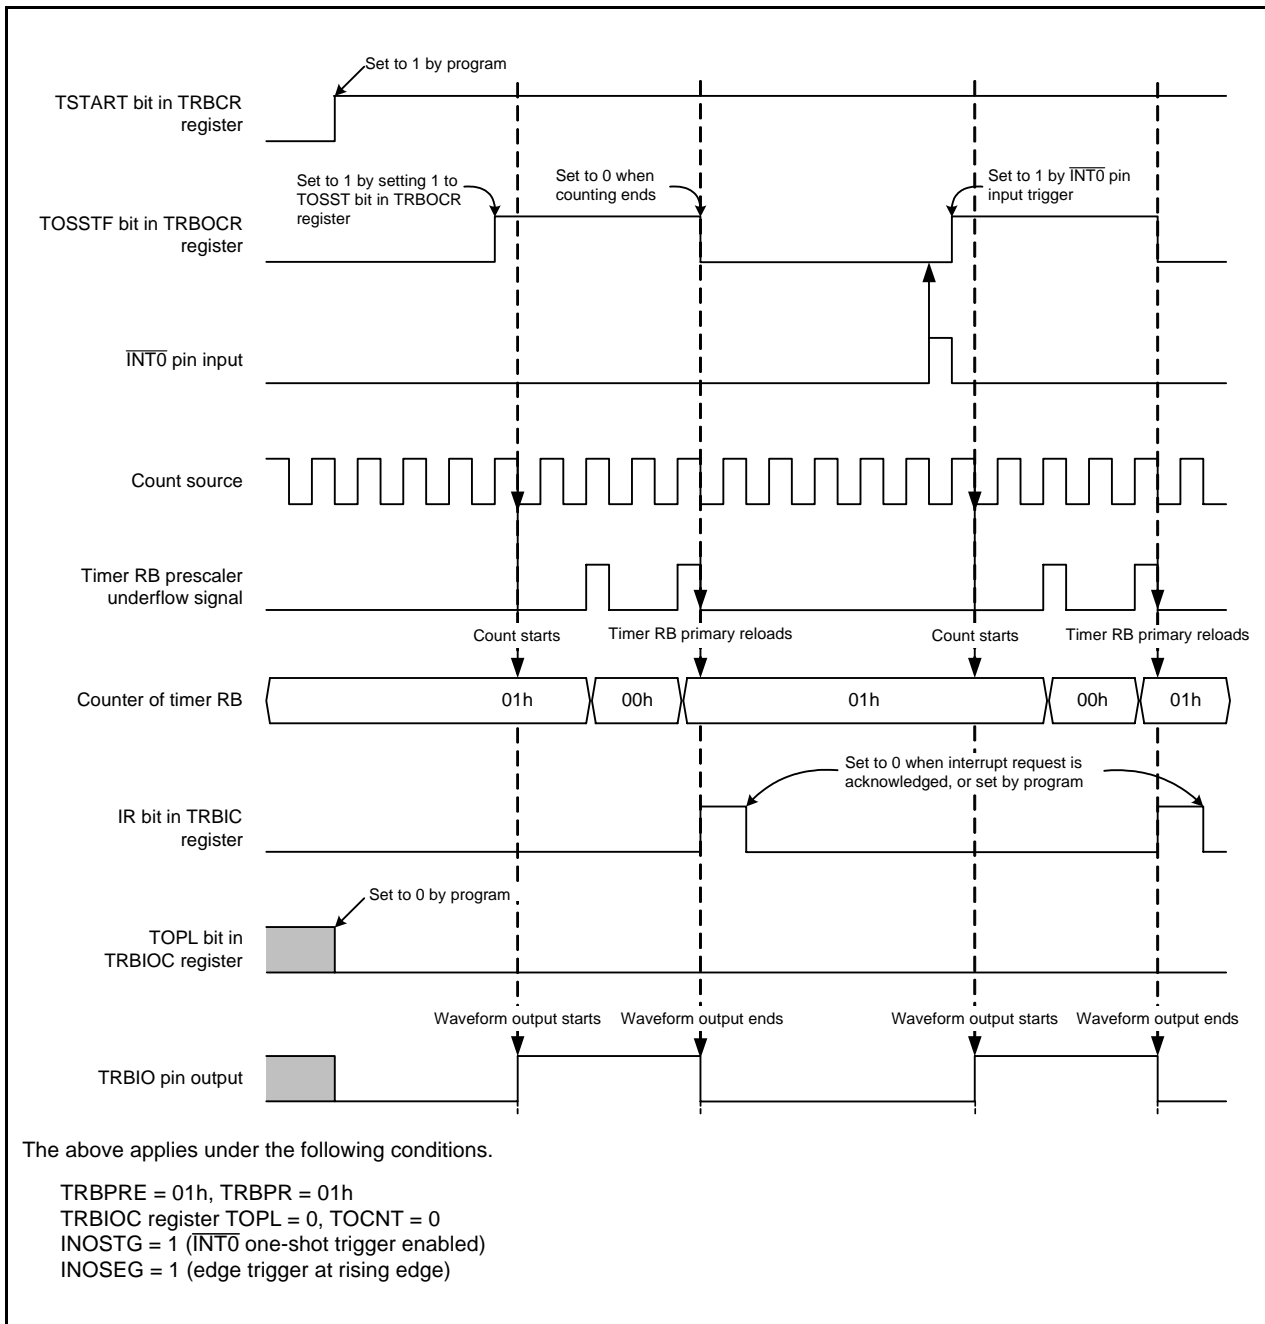 Set to 1 by program
TSTART bit in TRBCR
register
Set to 1 by setting 1 to
TOSST bit in TRBOCR
register
Set to 0 when
counting ends
Set to 1 by INT0 pin
input trigger
TOSSTF bit in TRBOCR
register
INT0 pin input
Count source
Timer RB prescaler
underflow signal
Count starts
Timer RB primary reloads
Count starts
Timer RB primary reloads
Counter of timer RB
01h
00h
01h
00h
01h
Set to 0 when interrupt request is
acknowledged, or set by program
IR bit in TRBIC
register
Set to 0 by program
TOPL bit in
TRBIOC register
Waveform output starts
Waveform output ends
Waveform output starts
Waveform output ends
TRBIO pin output
The above applies under the following conditions.
TRBPRE = 01h, TRBPR = 01h
TRBIOC register TOPL = 0, TOCNT = 0
INOSTG = 1 (INT0 one-shot trigger enabled)
INOSEG = 1 (edge trigger at rising edge)